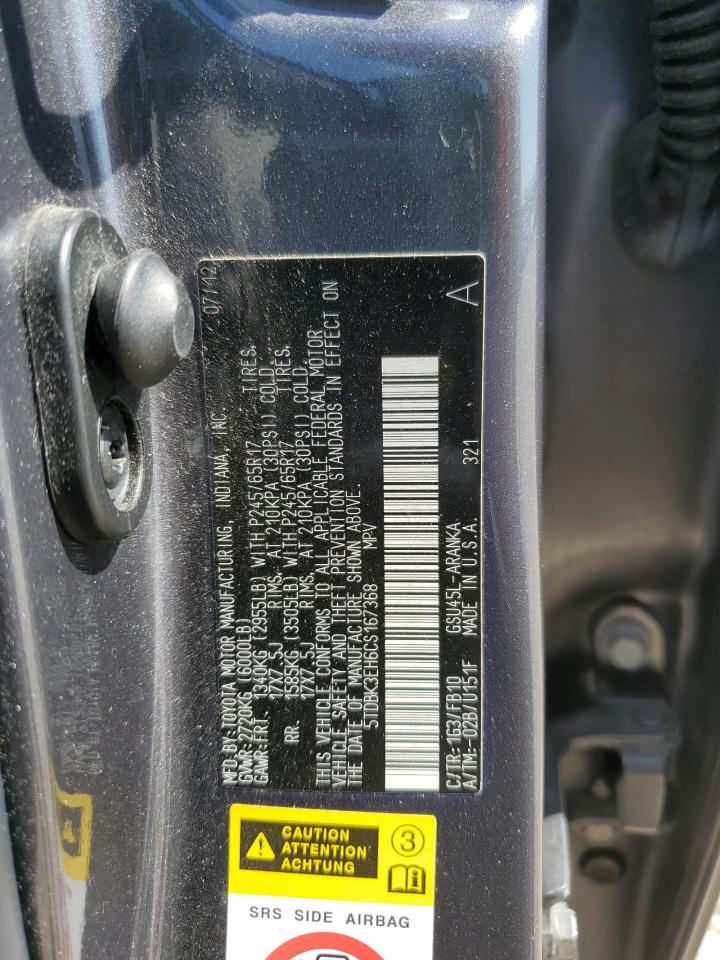 MFD.BY:TOYOTA MOTOR MANUFACTURING, INDIANA, INC. 07/12
GVWR:2720KG (6000LB)
GAWR:FRT. 1340KG (2955LB) WITH P245/65R17 TIRES.
17X7.5J RIMS. AT 210KPA (30PSI) COLD.
RR. 1585KG (3505LB) WITH P245/65R17 TIRES.
17X7.5J RIMS. AT 210KPA (30PSI) COLD.
THIS VEHICLE CONFORMS TO ALL APPLICABLE FEDERAL MOTOR
VEHICLE SAFETY AND THEFT PREVENTION STANDARDS IN EFFECT ON
THE DATE OF MANUFACTURE SHOWN ABOVE.
5TDBK3EH6CS167368 MPV
C/TR:1G3/FB10 GSU45L-ARANKA 321 A
A/TM:-02B/U151F MADE IN U.S.A.
CAUTION
ATTENTION
ACHTUNG
3
i
SRS SIDE AIRBAG